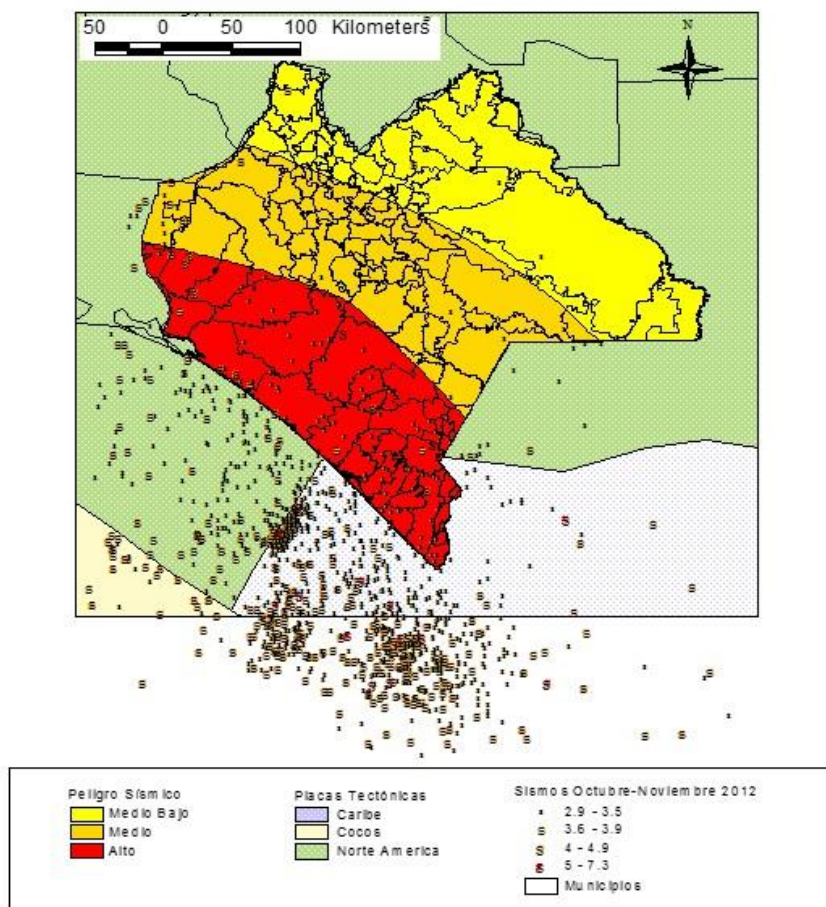 50 0 50 100 Kilometers
N
Peligro Sísmico
Medio Bajo
Medio
Alto
Placas Tectónicas
Caribe
Cocos
Norte America
Sismos Octubre-Noviembre 2012
2.9 - 3.5
3.6 - 3.9
4 - 4.9
5 - 7.3
Municipios